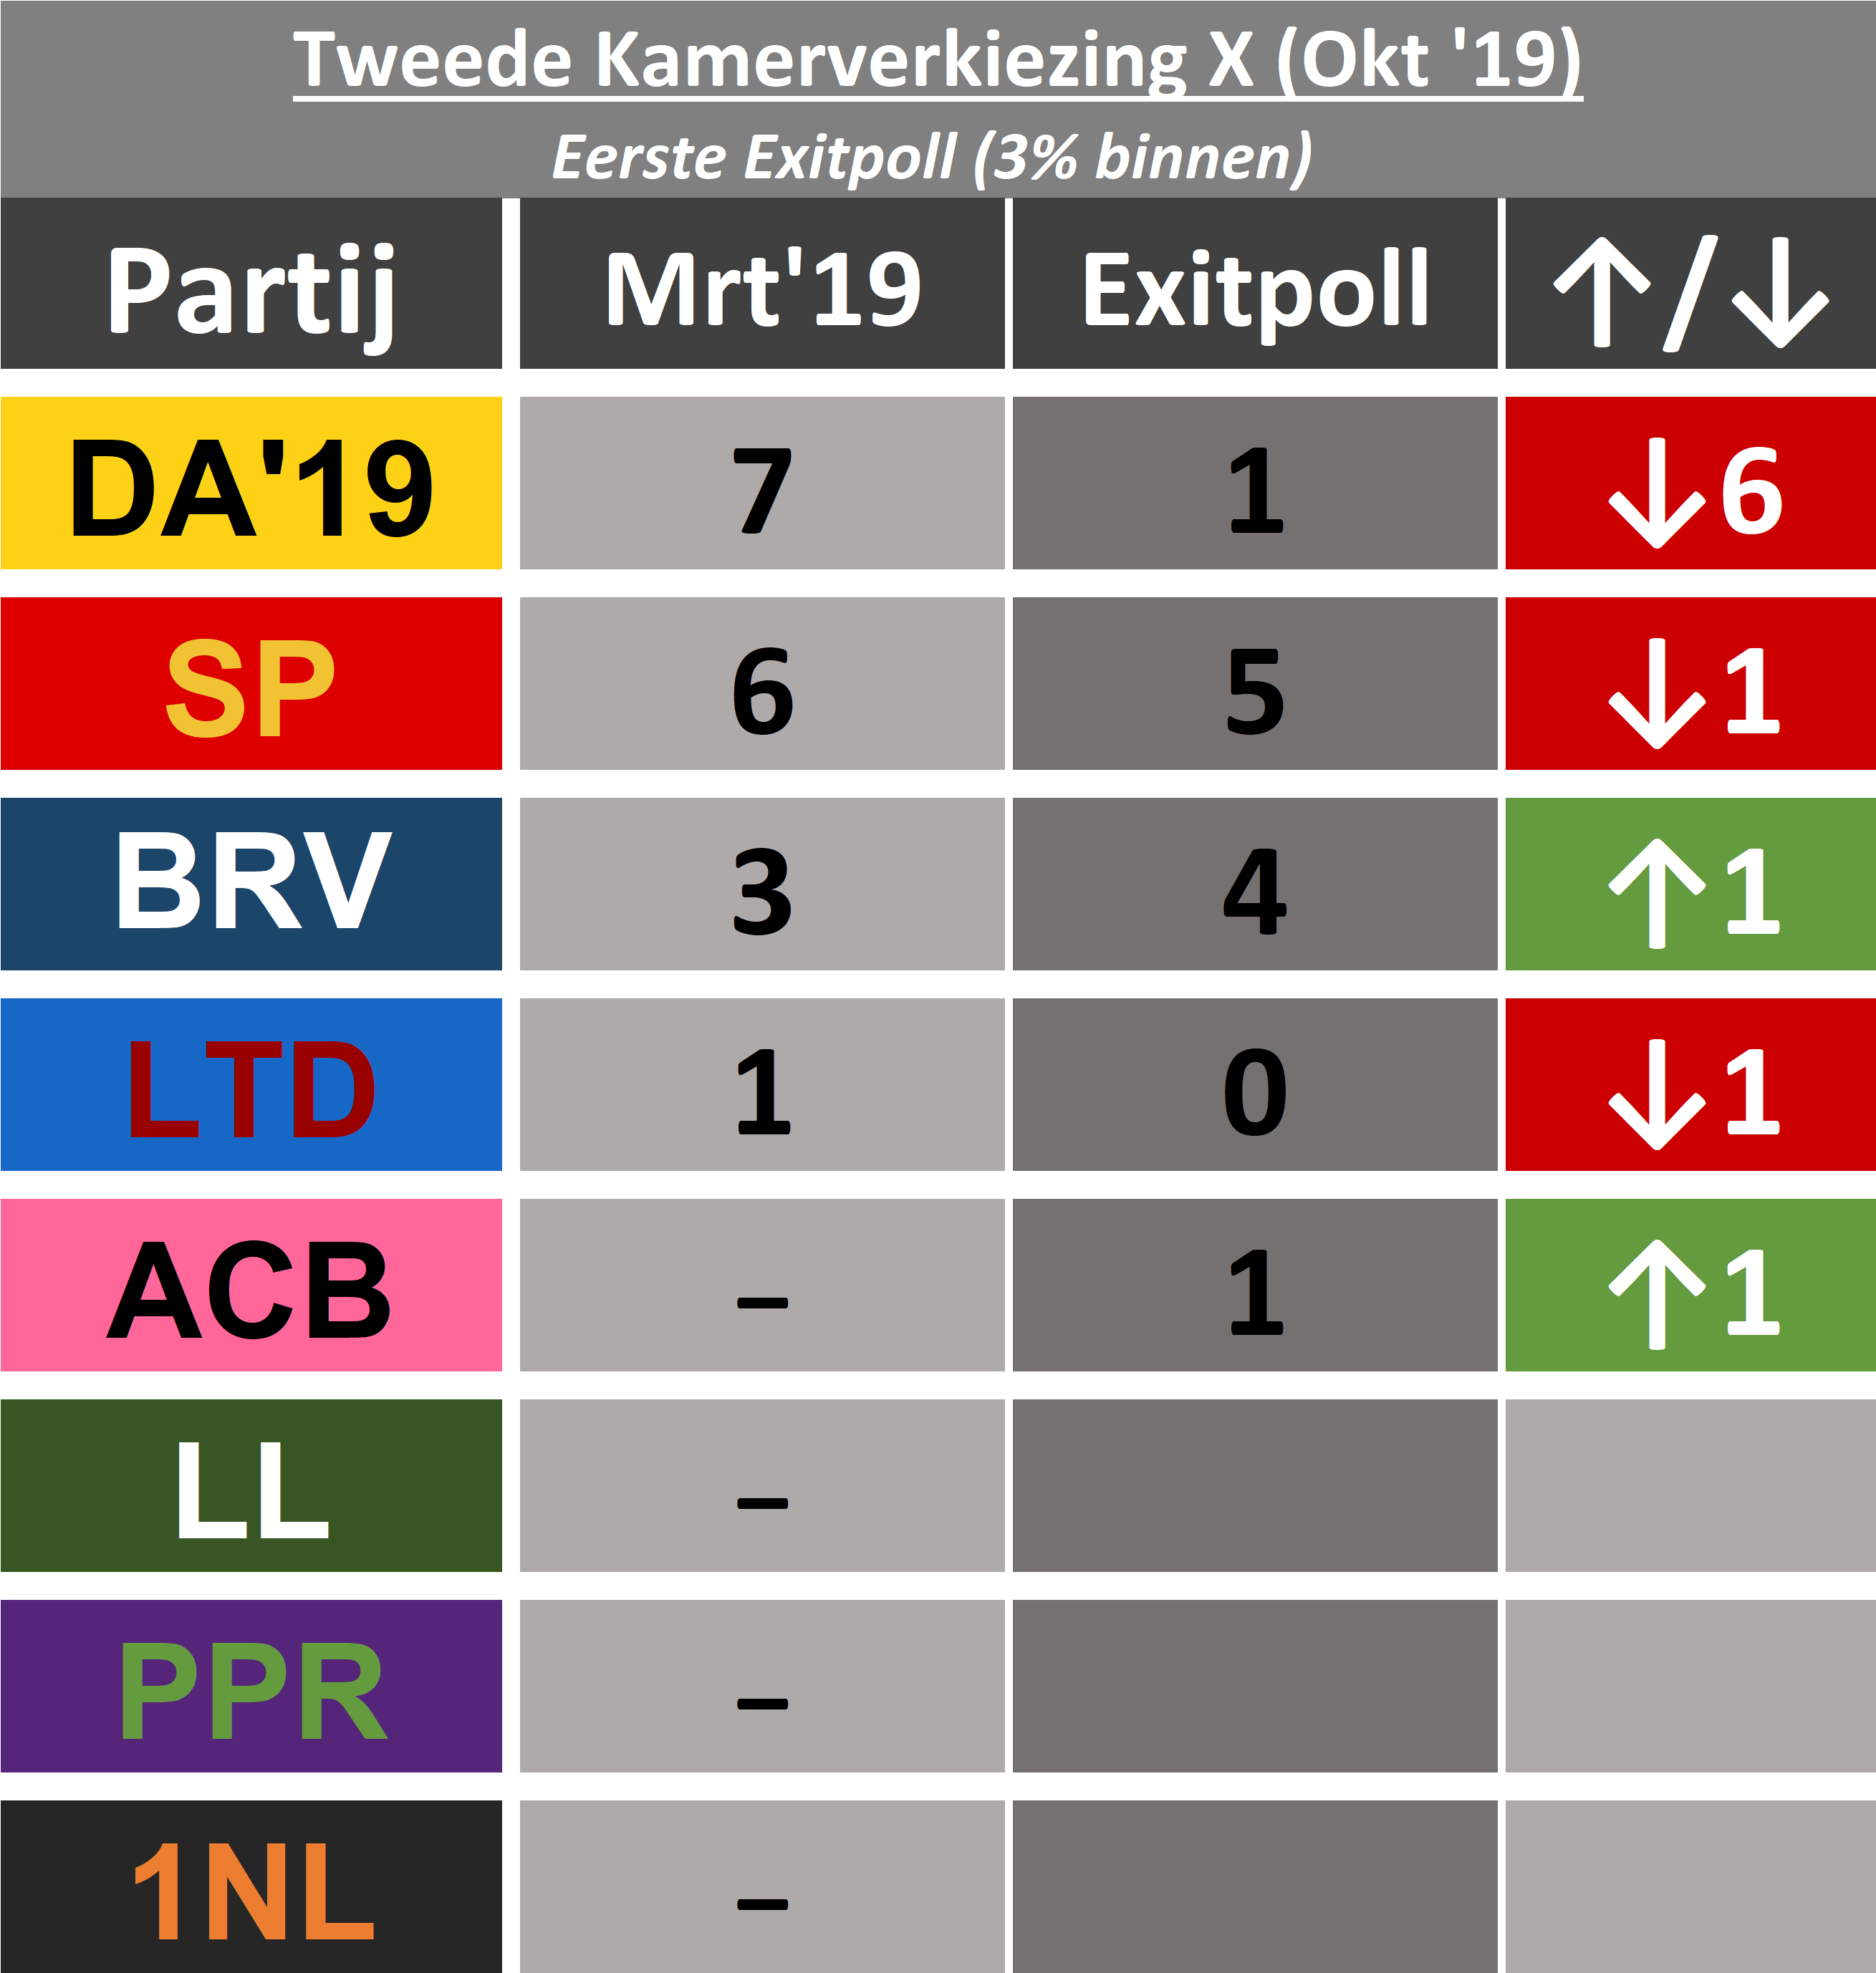 Tweede Kamerverkiezing X (Okt '19)
Eerste Exitpoll (3% binnen)
Partij Mrt'19 Exitpoll ↑/↓
DA'19 7 1 ↓6
SP 6 5 ↓1
BRV 3 4 ↑1
LTD 1 0 ↓1
ACB – 1 ↑1
LL –
PPR –
1NL –